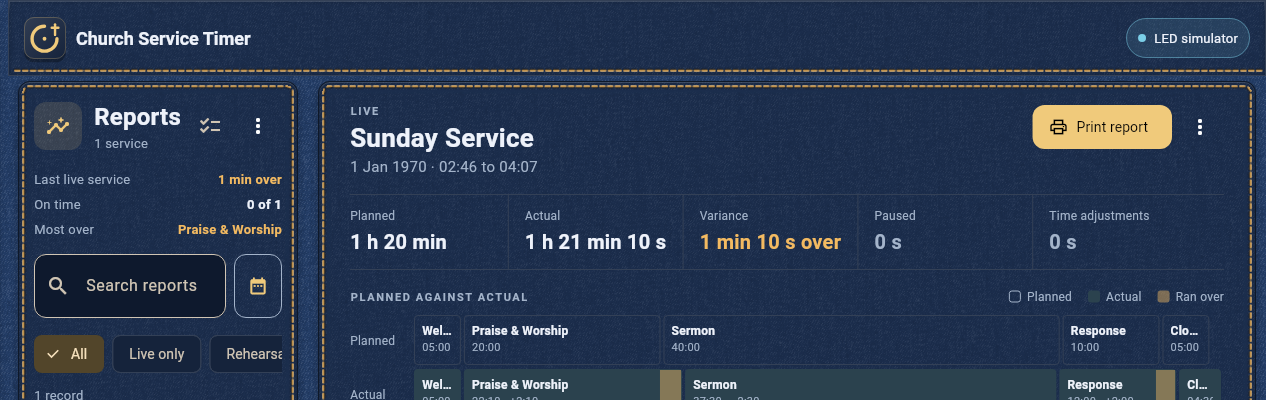 Church Service Timer
LED simulator
Reports
1 service
Last live service 1 min over
On time 0 of 1
Most over Praise & Worship
Search reports
All Live only Rehearsa
1 record
LIVE
Sunday Service
1 Jan 1970 · 02:46 to 04:07
Print report
Planned Actual Variance Paused Time adjustments
1 h 20 min 1 h 21 min 10 s 1 min 10 s over 0 s 0 s
PLANNED AGAINST ACTUAL
Planned Actual Ran over
Planned
Wel... Praise & Worship Sermon Response Clo...
05:00 20:00 40:00 10:00 05:00
Actual
Wel... Praise & Worship Sermon Response Cl...